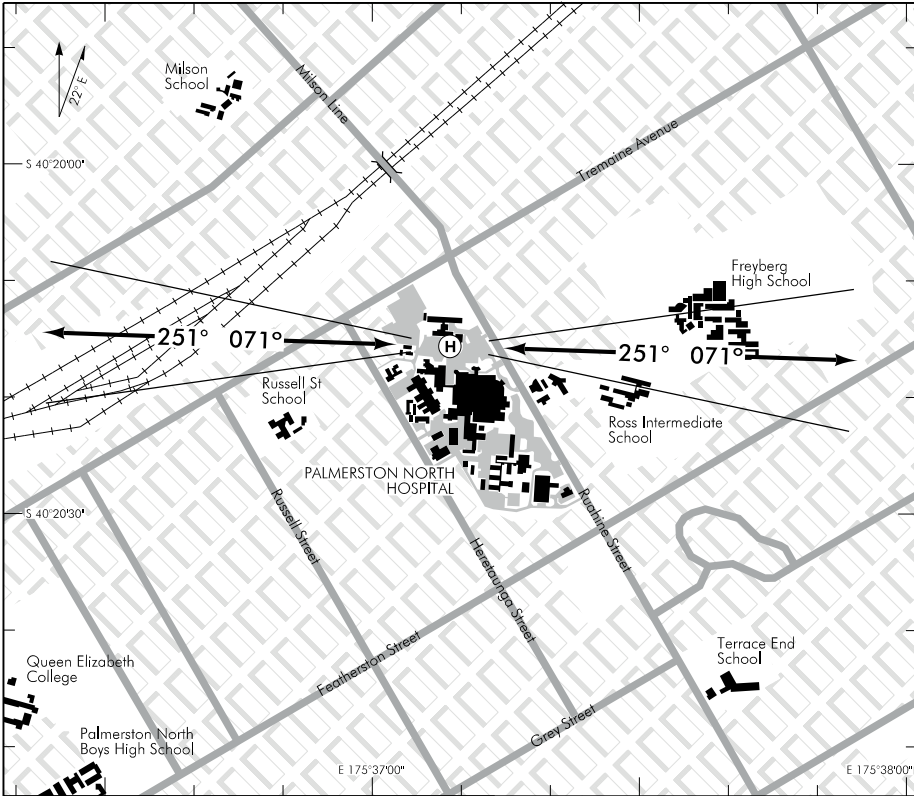 Milson
School
22° E
Milson Line
S 40°20'00"
Tremaine Avenue
Freyberg
High School
251° 071°
H
251° 071°
Russell St
School
Ross Intermediate
School
PALMERSTON NORTH
HOSPITAL
S 40°20'30"
Russell Street
Heretaunga Street
Ruahine Street
Featherston Street
Terrace End
School
Queen Elizabeth
College
Grey Street
Palmerston North
Boys High School
E 175°37'00"
E 175°38'00"